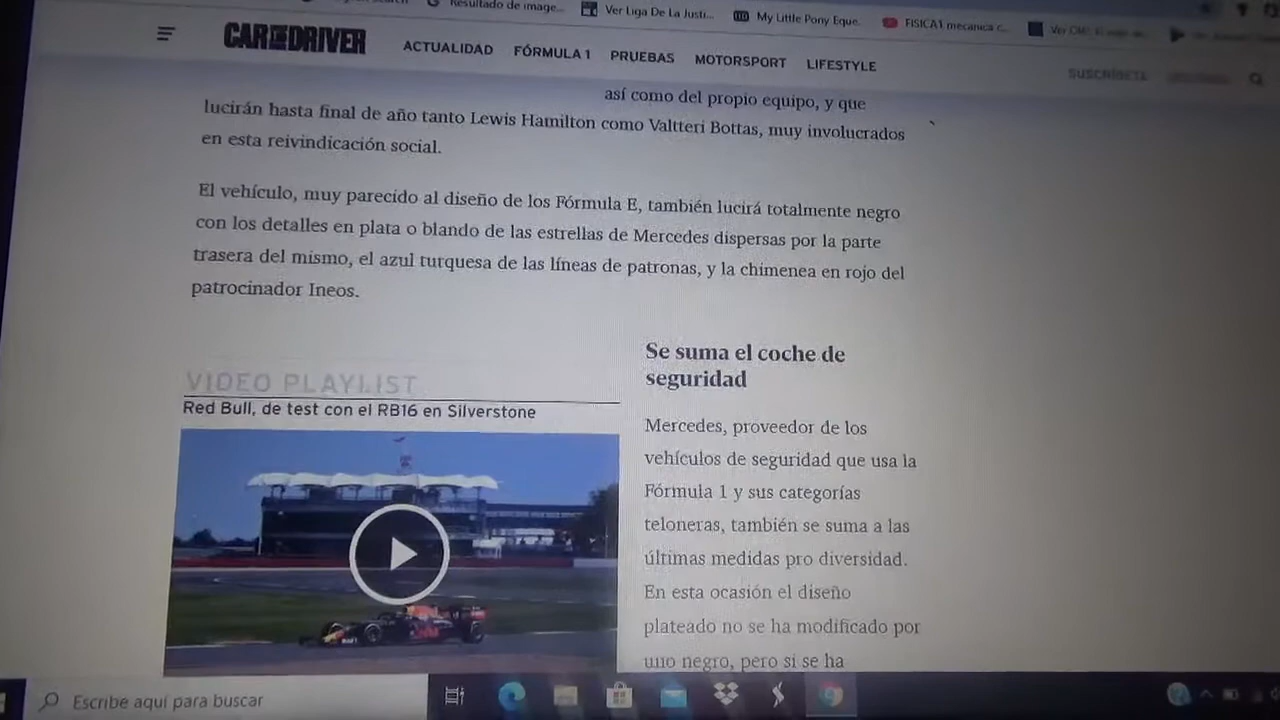 Resultado de image...
Ver Liga De La Justi...
My Little Pony Eque.
FISICA1 mecanica c...
CAR AND DRIVER
ACTUALIDAD FÓRMULA 1 PRUEBAS MOTORSPORT LIFESTYLE
SUSCRÍBETE
así como del propio equipo, y que
lucirán hasta final de año tanto Lewis Hamilton como Valtteri Bottas, muy involucrados
en esta reivindicación social.
El vehículo, muy parecido al diseño de los Fórmula E, también lucirá totalmente negro
con los detalles en plata o blando de las estrellas de Mercedes dispersas por la parte
trasera del mismo, el azul turquesa de las líneas de patronas, y la chimenea en rojo del
patrocinador Ineos.
VIDEO PLAYLIST
Red Bull, de test con el RB16 en Silverstone
Se suma el coche de
seguridad
Mercedes, proveedor de los
vehículos de seguridad que usa la
Fórmula 1 y sus categorías
teloneras, también se suma a las
últimas medidas pro diversidad.
En esta ocasión el diseño
plateado no se ha modificado por
uno negro, pero si se ha
Escribe aquí para buscar